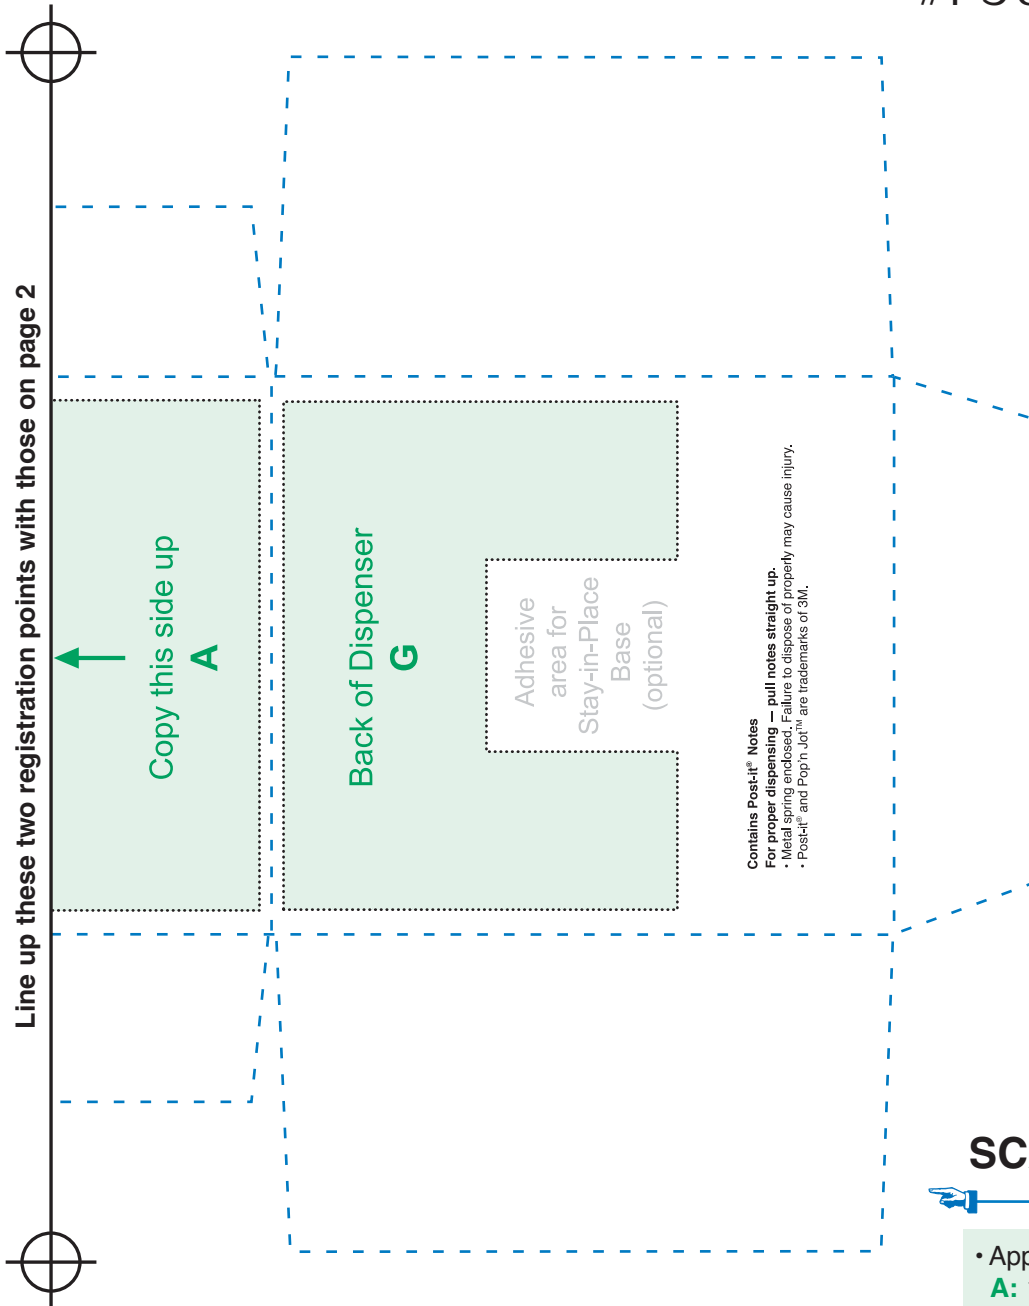 Line up these two registration points with those on page 2
Copy this side up
A
Back of Dispenser
G
Adhesive
area for
Stay-in-Place
Base
(optional)
Contains Post-it® Notes
For proper dispensing — pull notes straight up.
• Metal spring enclosed. Failure to dispose of properly may cause injury.
• Post-it® and Pop'n Jot™ are trademarks of 3M.
SC
• App
A: